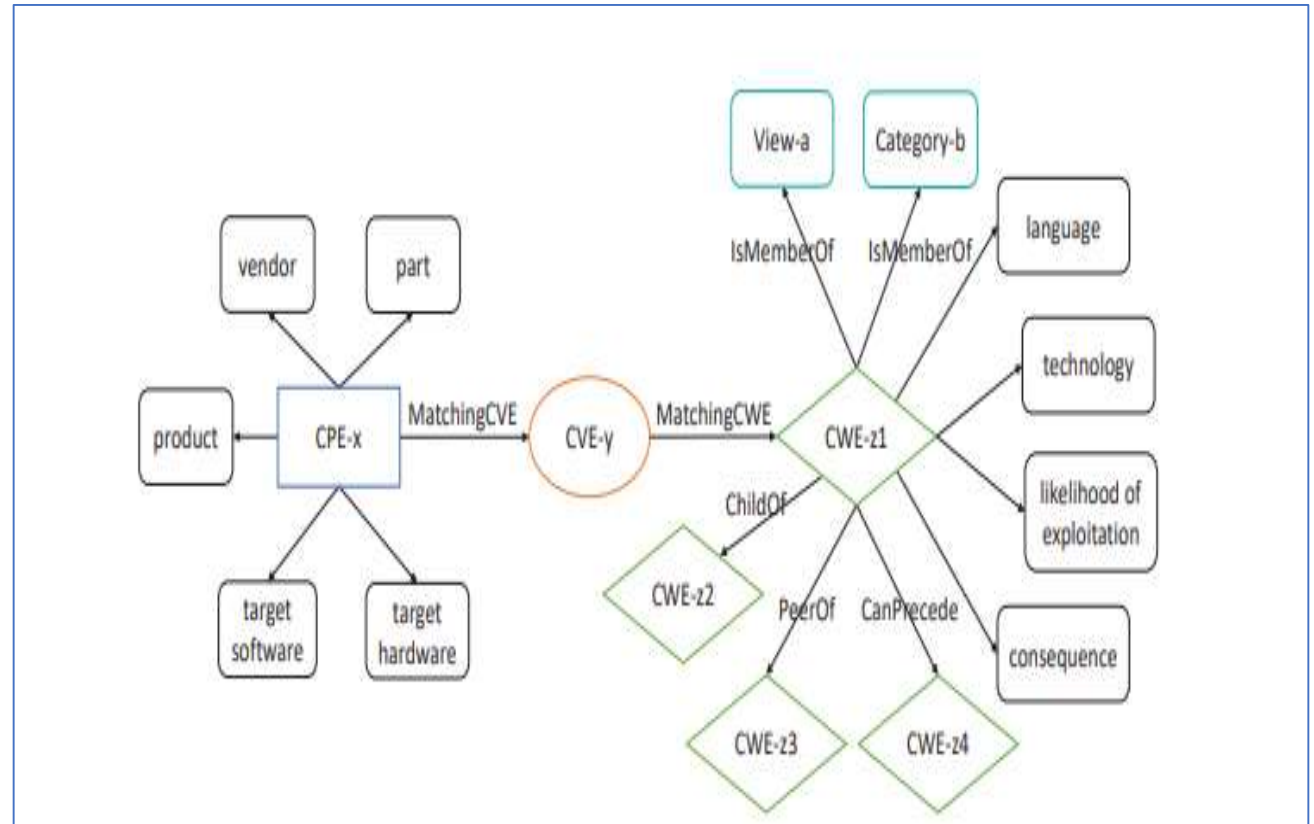 View-a
Category-b
IsMemberOf
IsMemberOf
language
vendor
part
technology
product
CPE-x
MatchingCVE
CVE-y
MatchingCWE
CWE-z1
likelihood of
exploitation
ChildOf
CWE-z2
target
software
target
hardware
PeerOf
CanPrecede
consequence
CWE-z3
CWE-z4